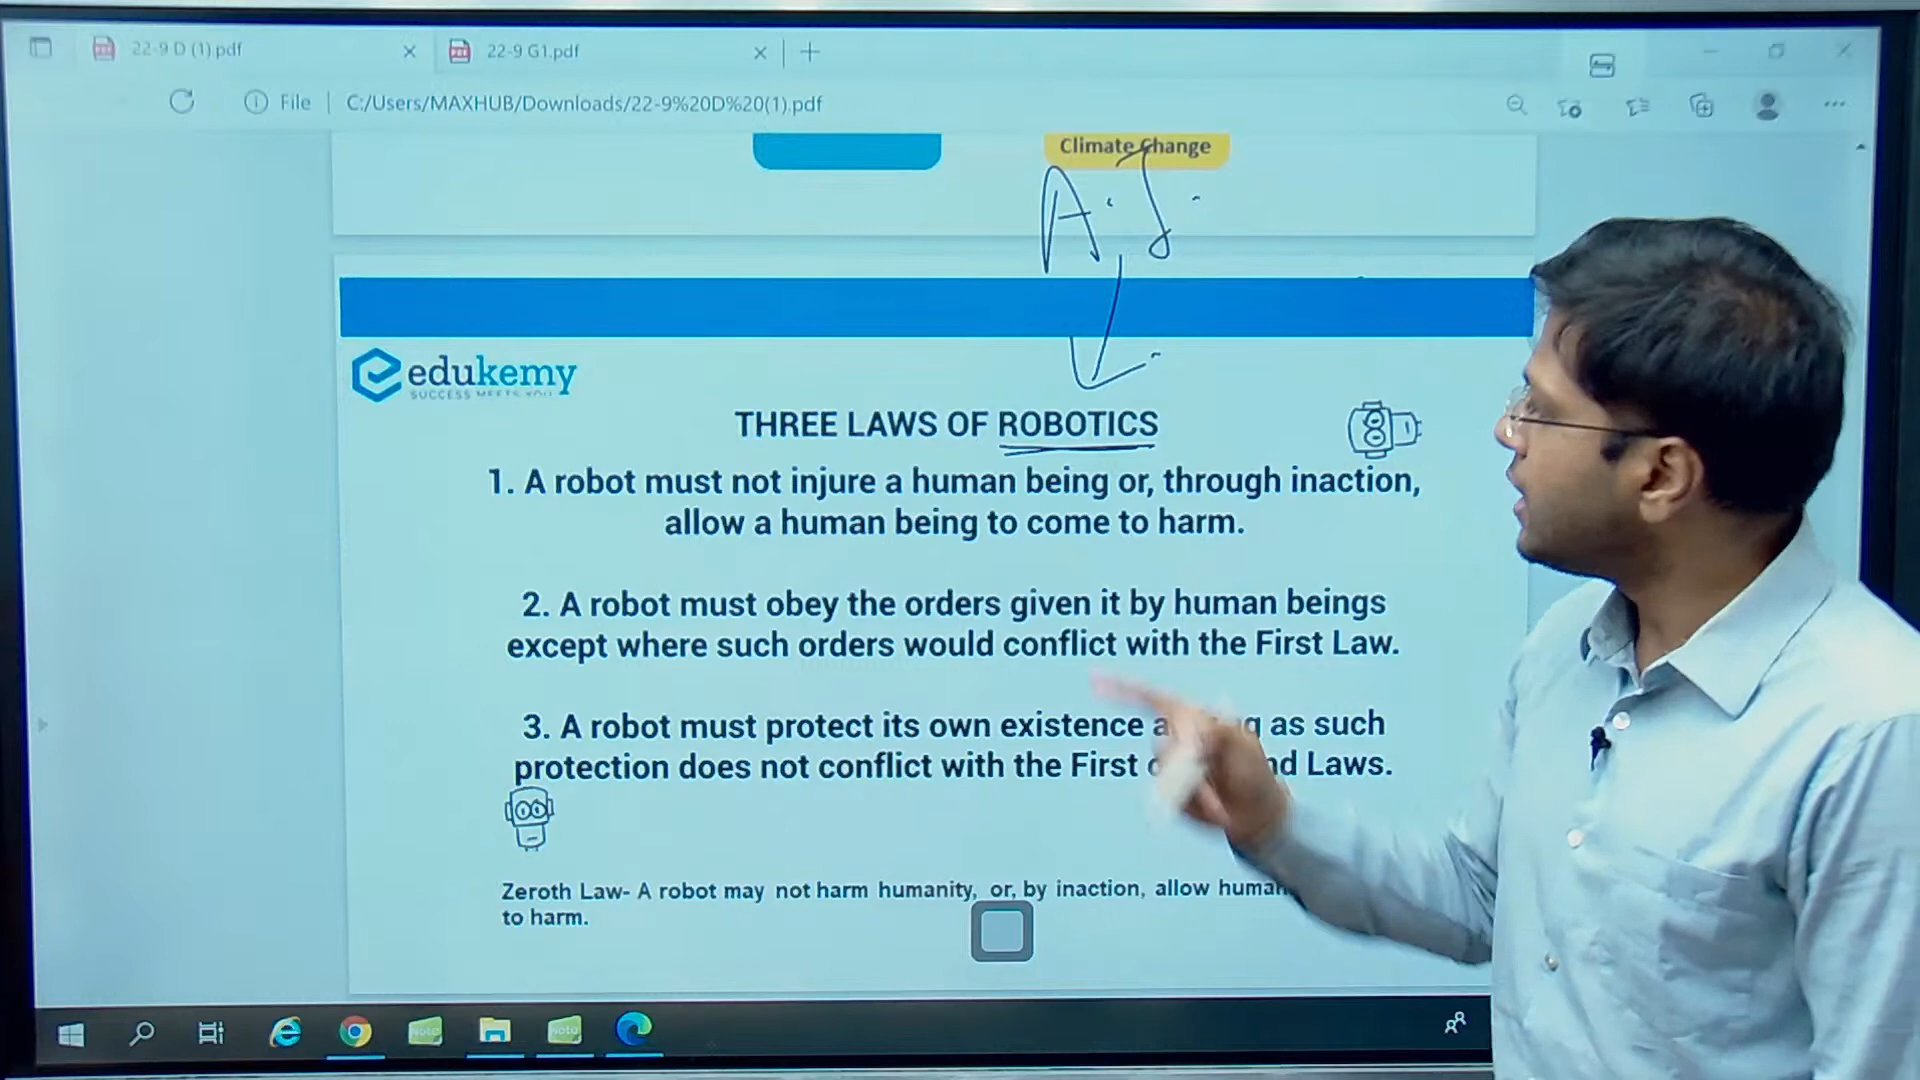 22-9 D (1).pdf
22-9 G1.pdf
File
C:/Users/MAXHUB/Downloads/22-9%20D%20(1).pdf
Climate Change
A.I.
edukemy
SUCCESS MEETS YOU
THREE LAWS OF ROBOTICS
1. A robot must not injure a human being or, through inaction,
allow a human being to come to harm.
2. A robot must obey the orders given it by human beings
except where such orders would conflict with the First Law.
3. A robot must protect its own existence as such
protection does not conflict with the First Laws.
Zeroth Law- A robot may not harm humanity, or, by inaction, allow
to harm.